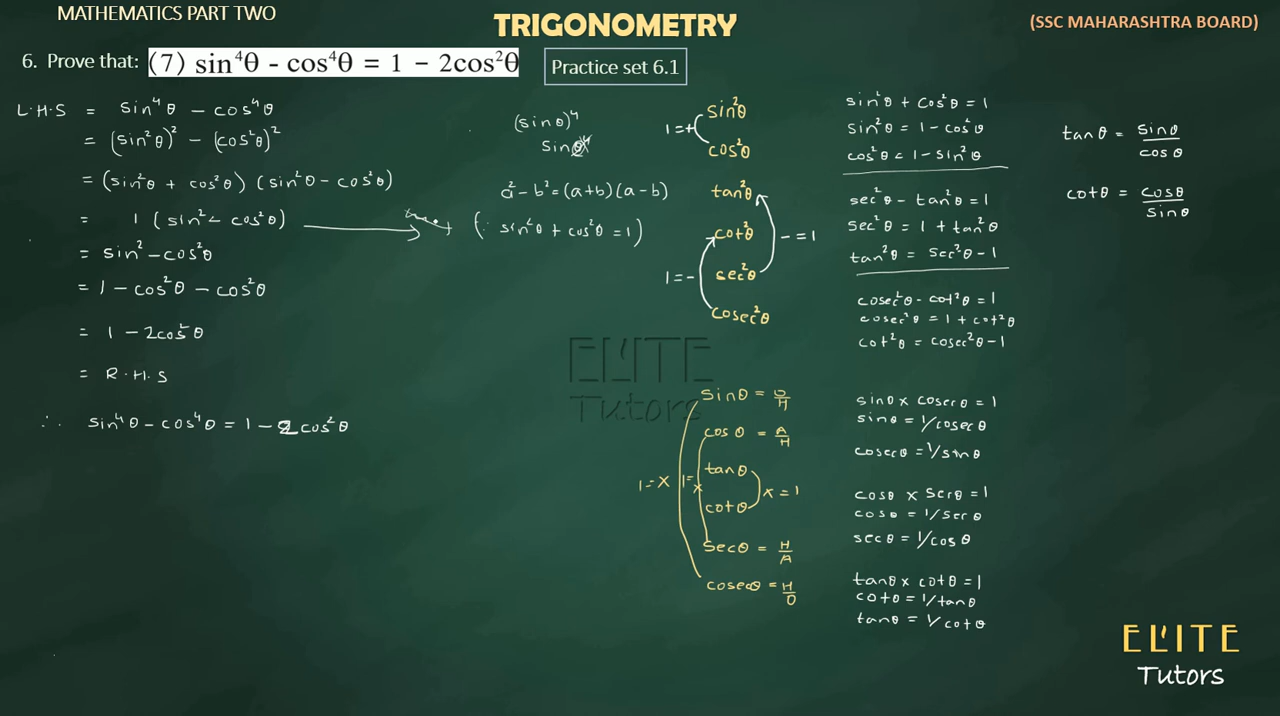 MATHEMATICS PART TWO
TRIGONOMETRY
(SSC MAHARASHTRA BOARD)
6. Prove that: (7) sin⁴θ - cos⁴θ = 1 − 2cos²θ
Practice set 6.1
L.H.S = sin⁴θ − cos⁴θ
= (sin²θ)² − (cos²θ)²
= (sin²θ + cos²θ) (sin²θ − cos²θ)
= 1 (sin² − cos²θ)
= sin² − cos²θ
= 1 − cos²θ − cos²θ
= 1 − 2cos²θ
= R.H.S
∴ sin⁴θ − cos⁴θ = 1 − 2cos²θ
(sinθ)⁴
sinθ⁴
a² − b² = (a+b)(a−b)
(∵ sin²θ + cos²θ = 1)
1 = +
sin²θ
cos²θ
tan²θ
cot²θ
− = 1
1 = −
sec²θ
cosec²θ
ELITE
Tutors
sinθ = O/H
cosθ = A/H
tanθ
1 = x
1 = x
x = 1
cotθ
secθ = H/A
cosecθ = H/O
sin²θ + cos²θ = 1
sin²θ = 1 − cos²θ
cos²θ = 1 − sin²θ
sec²θ − tan²θ = 1
sec²θ = 1 + tan²θ
tan²θ = sec²θ − 1
cosec²θ − cot²θ = 1
cosec²θ = 1 + cot²θ
cot²θ = cosec²θ − 1
sinθ x cosecθ = 1
sinθ = 1/cosecθ
cosecθ = 1/sinθ
cosθ x secθ = 1
cosθ = 1/secθ
secθ = 1/cosθ
tanθ x cotθ = 1
cotθ = 1/tanθ
tanθ = 1/cotθ
tanθ = sinθ/cosθ
cotθ = cosθ/sinθ
ELITE
Tutors